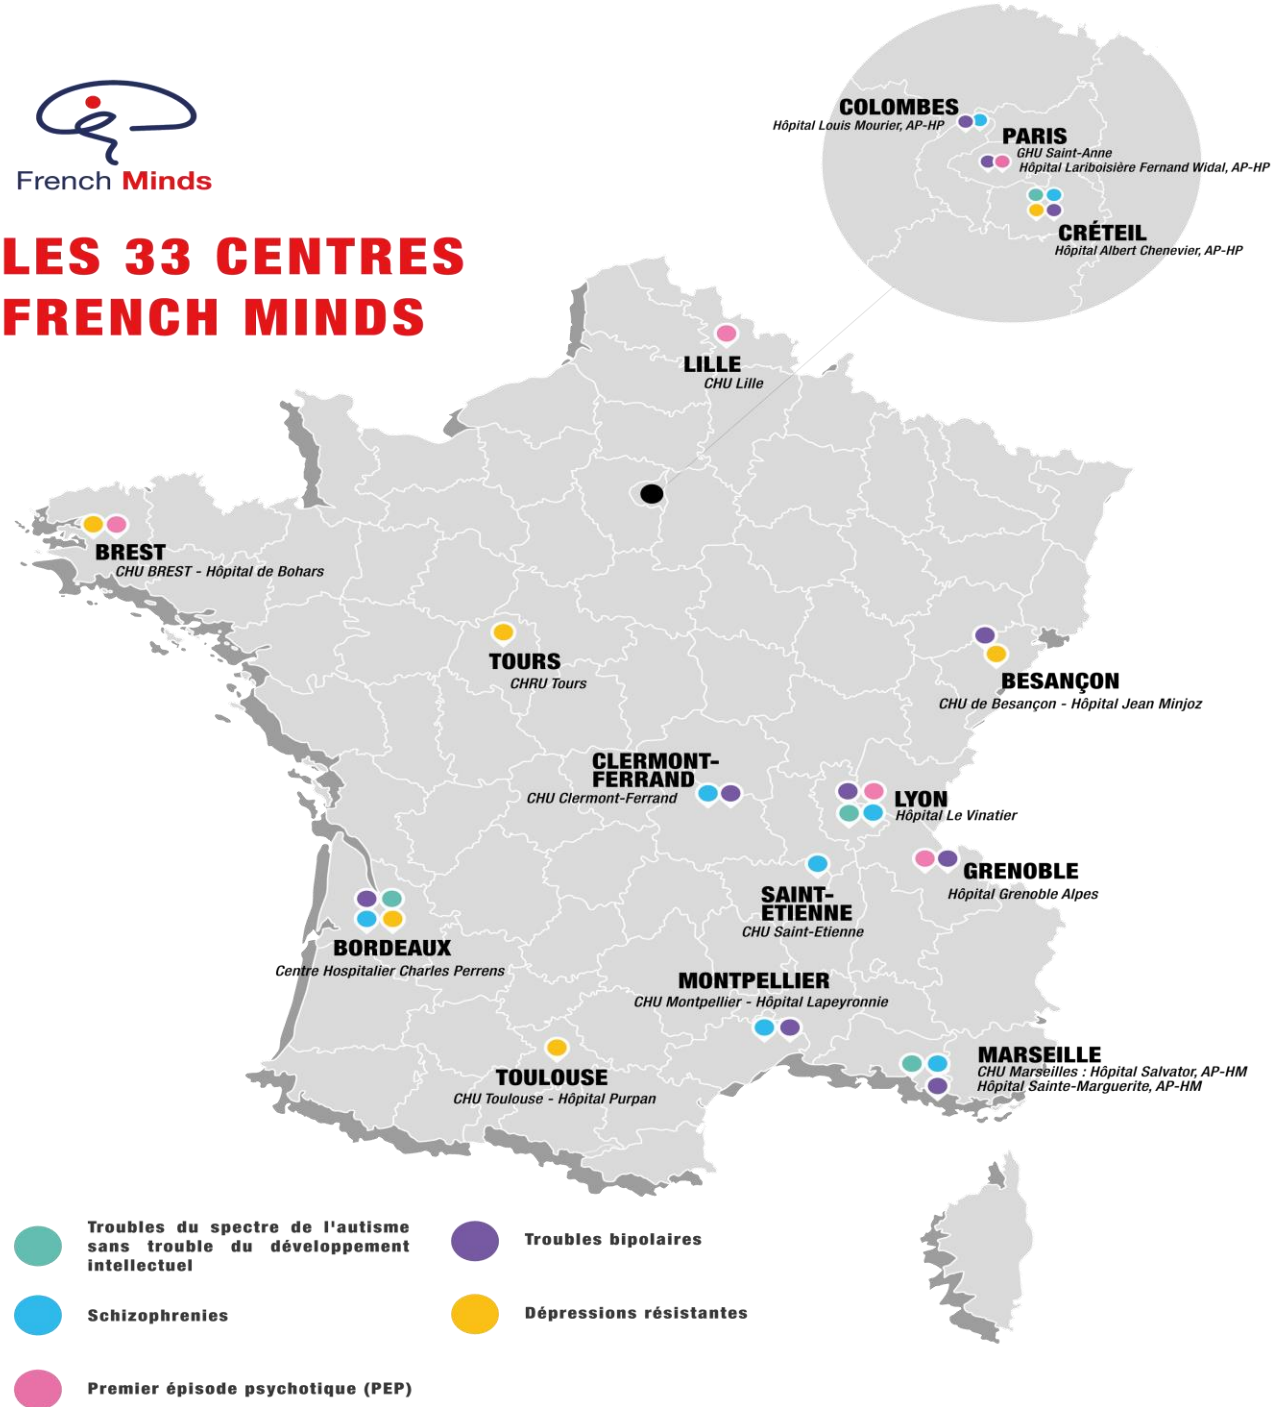 French Minds
LES 33 CENTRES
FRENCH MINDS
COLOMBES
Hôpital Louis Mourier, AP-HP
PARIS
GHU Saint-Anne
Hôpital Lariboisière Fernand Widal, AP-HP
CRÉTEIL
Hôpital Albert Chenevier, AP-HP
LILLE
CHU Lille
BREST
CHU BREST - Hôpital de Bohars
TOURS
CHRU Tours
BESANÇON
CHU de Besançon - Hôpital Jean Minjoz
CLERMONT-
FERRAND
CHU Clermont-Ferrand
LYON
Hôpital Le Vinatier
GRENOBLE
Hôpital Grenoble Alpes
SAINT-
ETIENNE
CHU Saint-Etienne
BORDEAUX
Centre Hospitalier Charles Perrens
MONTPELLIER
CHU Montpellier - Hôpital Lapeyronnie
MARSEILLE
CHU Marseilles : Hôpital Salvator, AP-HM
Hôpital Sainte-Marguerite, AP-HM
TOULOUSE
CHU Toulouse - Hôpital Purpan
Troubles du spectre de l'autisme
sans trouble du développement
intellectuel
Troubles bipolaires
Schizophrenies
Dépressions résistantes
Premier épisode psychotique (PEP)